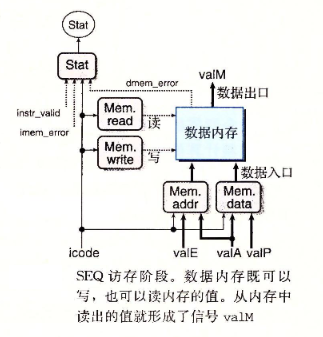 Stat
Stat
dmem_error
valM
数据出口
instr_valid
imem_error
Mem.
read
读
数据内存
Mem.
write
写
数据入口
Mem.
addr
Mem.
data
icode
valE
valA
valP
SEQ 访存阶段。数据内存既可以
写，也可以读内存的值。从内存中
读出的值就形成了信号 valM